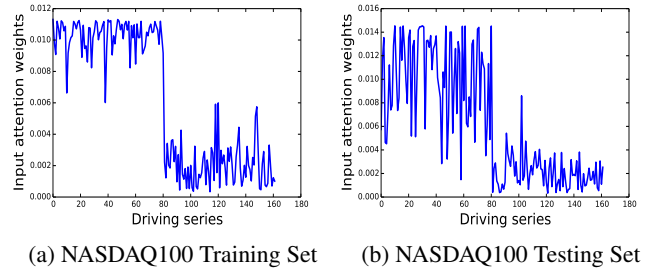 0.012
0.010
0.008
0.006
0.004
0.002
0.000
0 20 40 60 80 100 120 140 160 180
Input attention weights
Driving series
(a) NASDAQ100 Training Set
0.016
0.014
0.012
0.010
0.008
0.006
0.004
0.002
0.000
0 20 40 60 80 100 120 140 160 180
Input attention weights
Driving series
(b) NASDAQ100 Testing Set